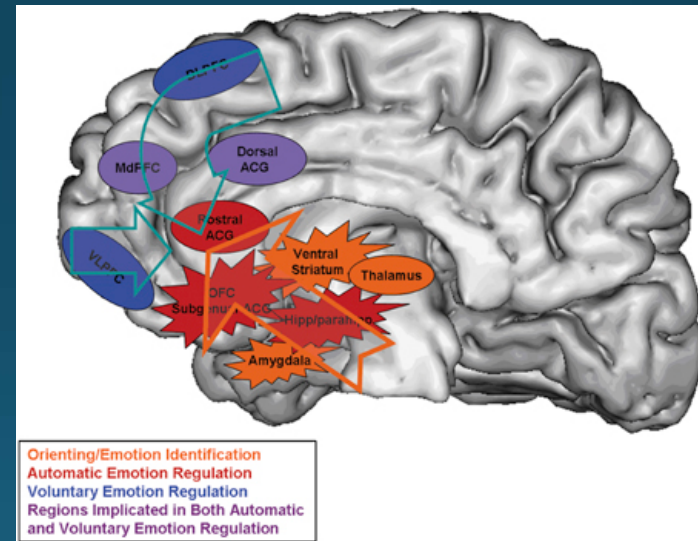 DLPFC
MdPFC
Dorsal
ACG
Rostral
ACG
VLPFC
Ventral
Striatum
Thalamus
OFC
Subgenual ACG
Hipp/parahipp
Amygdala
Orienting/Emotion Identification
Automatic Emotion Regulation
Voluntary Emotion Regulation
Regions Implicated in Both Automatic
and Voluntary Emotion Regulation